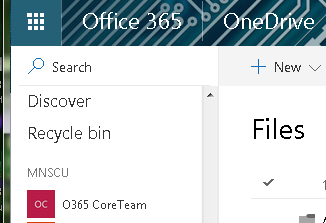 Office 365 OneDrive
Search
New
Discover
Recycle bin
Files
MNSCU
OC O365 CoreTeam